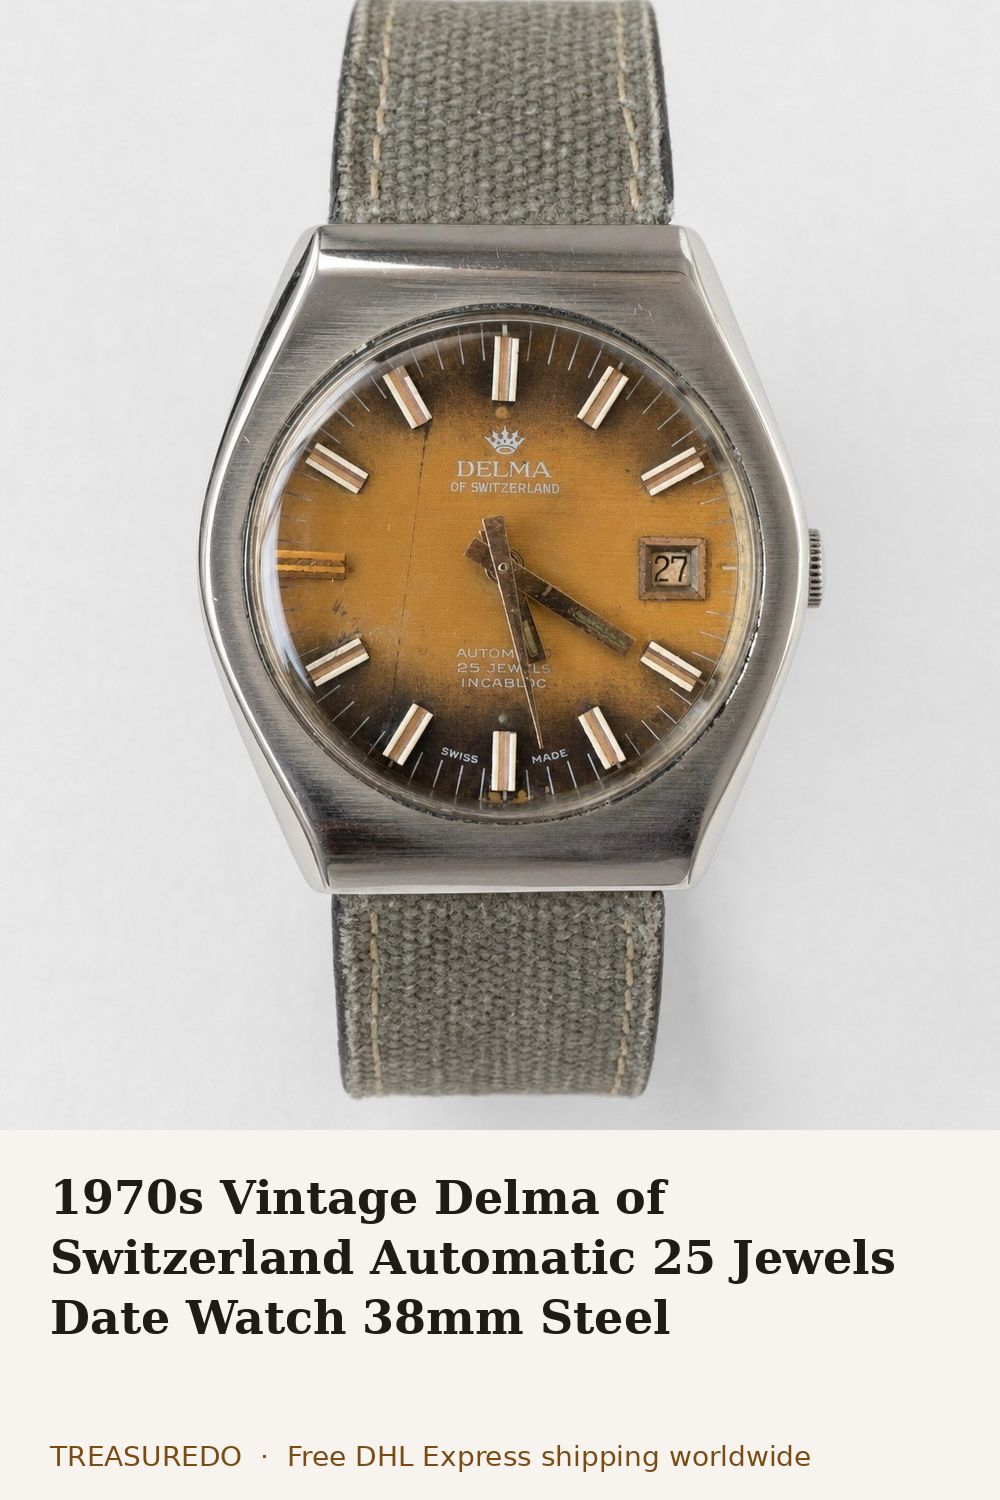 DELMA
OF SWITZERLAND
27
25 JEWELS
INCABLOC
SWISS MADE
1970s Vintage Delma of
Switzerland Automatic 25 Jewels
Date Watch 38mm Steel
TREASUREDO · Free DHL Express shipping worldwide